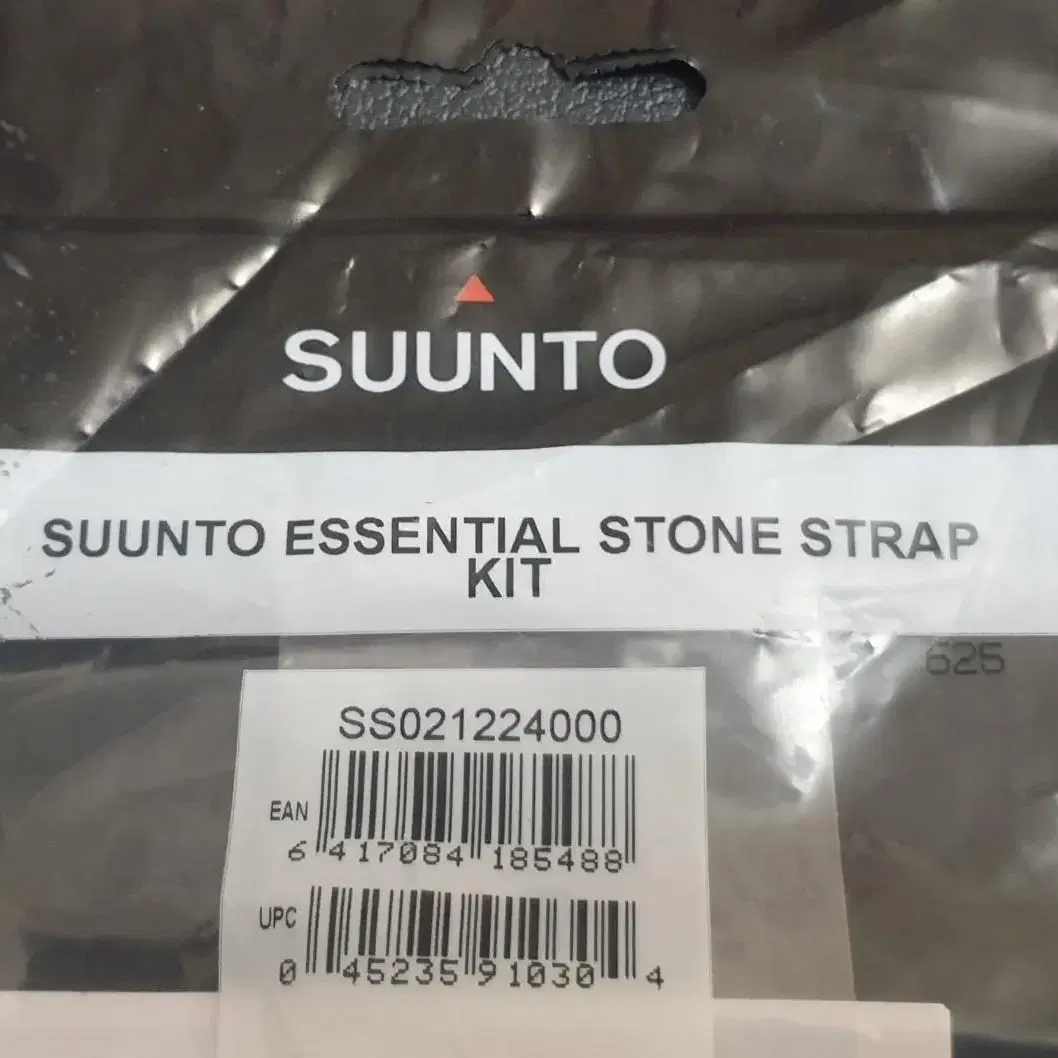 SUUNTO
SUUNTO ESSENTIAL STONE STRAP
KIT
625
SS021224000
EAN
6 417084 185488
UPC
0 45235 91030 4